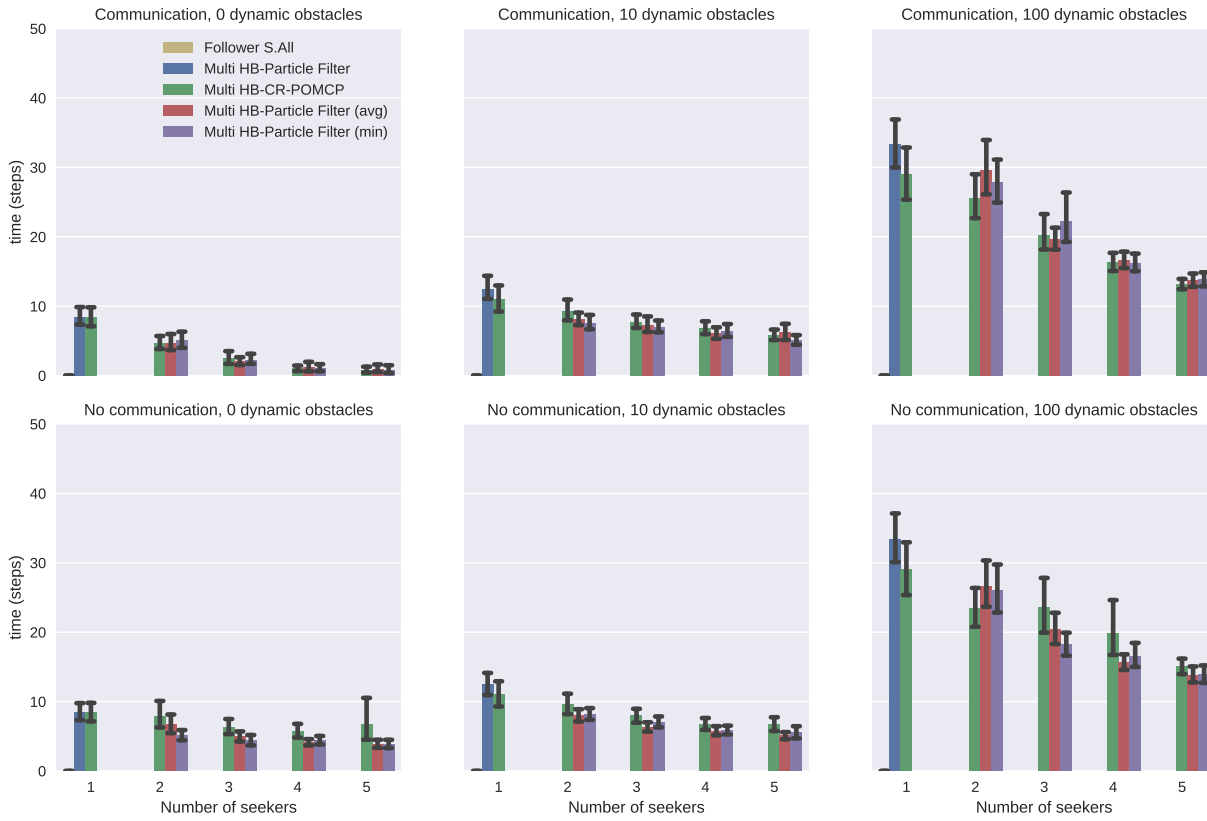 Communication, 0 dynamic obstacles
Communication, 10 dynamic obstacles
Communication, 100 dynamic obstacles
50
40
30
20
10
0
time (steps)
Follower S.All
Multi HB-Particle Filter
Multi HB-CR-POMCP
Multi HB-Particle Filter (avg)
Multi HB-Particle Filter (min)
No communication, 0 dynamic obstacles
No communication, 10 dynamic obstacles
No communication, 100 dynamic obstacles
50
40
30
20
10
0
time (steps)
1 2 3 4 5
1 2 3 4 5
1 2 3 4 5
Number of seekers
Number of seekers
Number of seekers